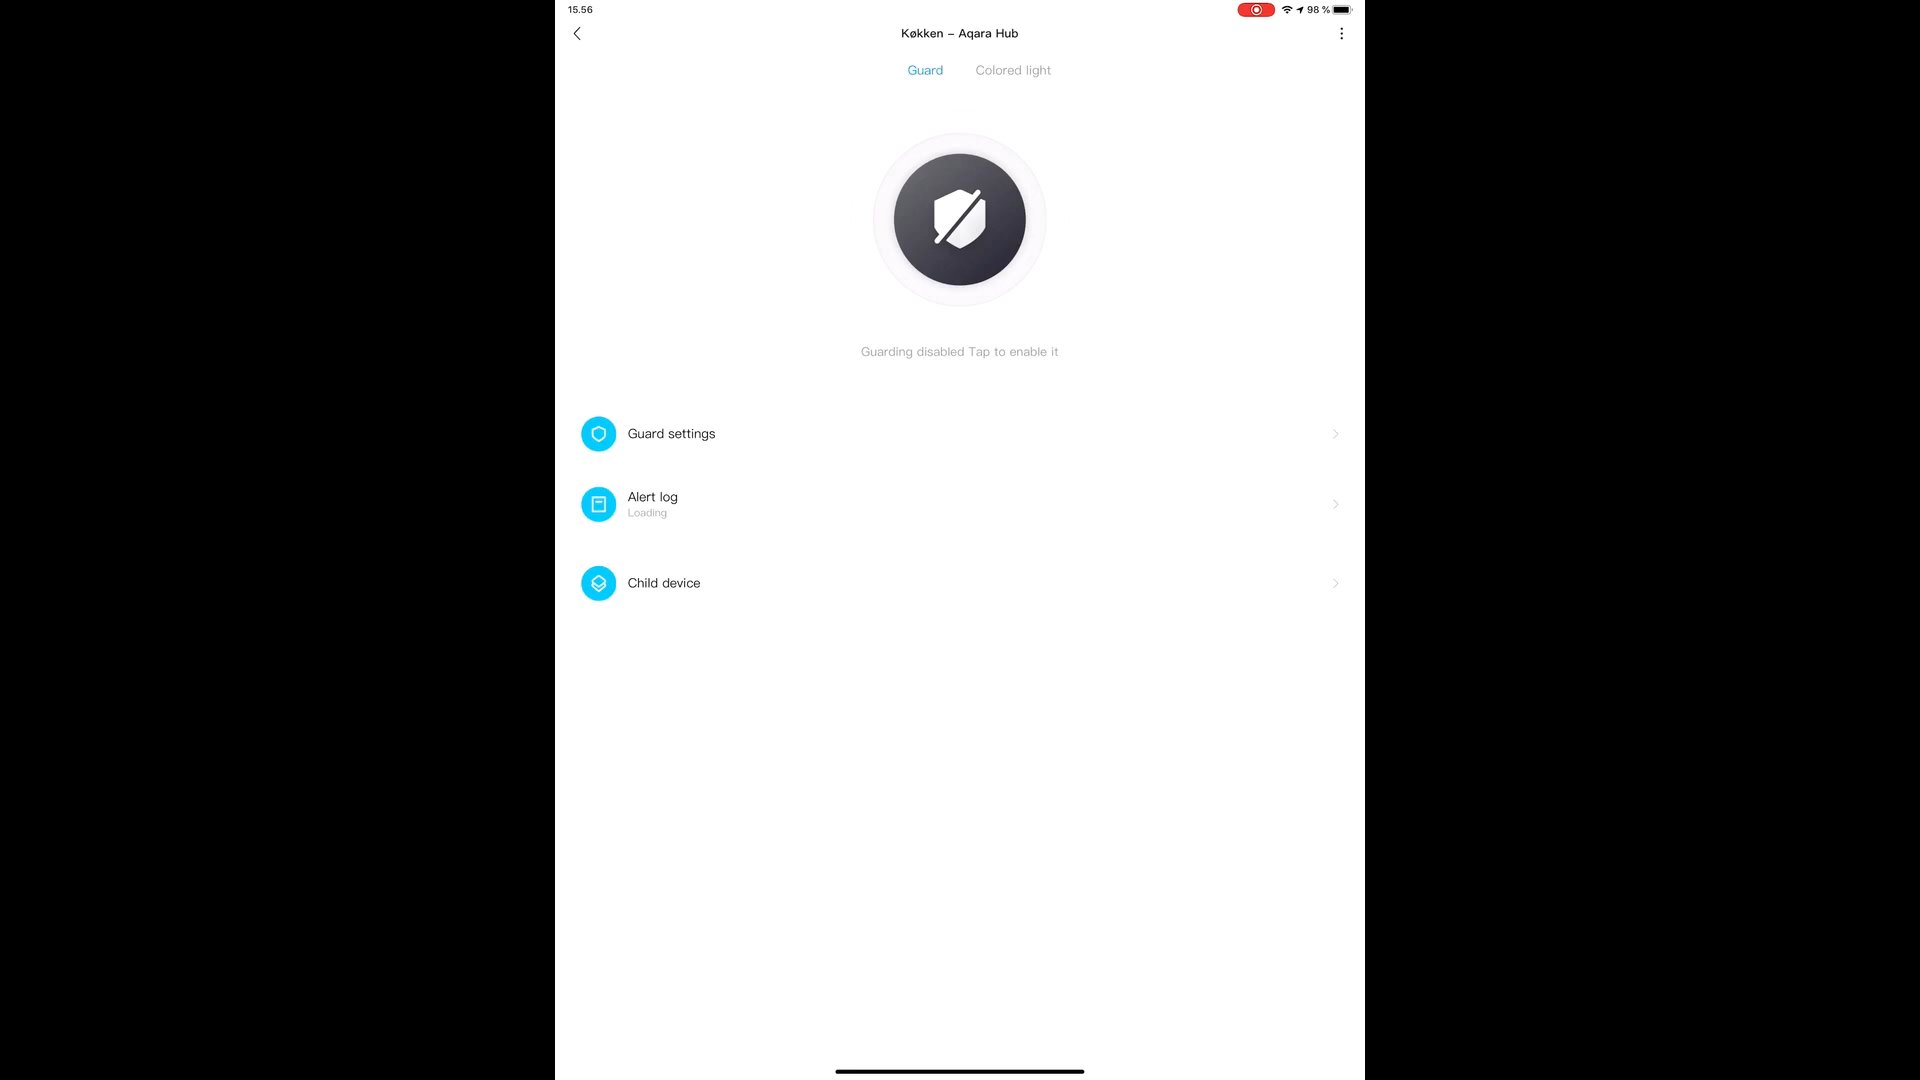 15.56
98 %
Køkken – Aqara Hub
Guard
Colored light
Guarding disabled Tap to enable it
Guard settings
Alert log
Loading
Child device